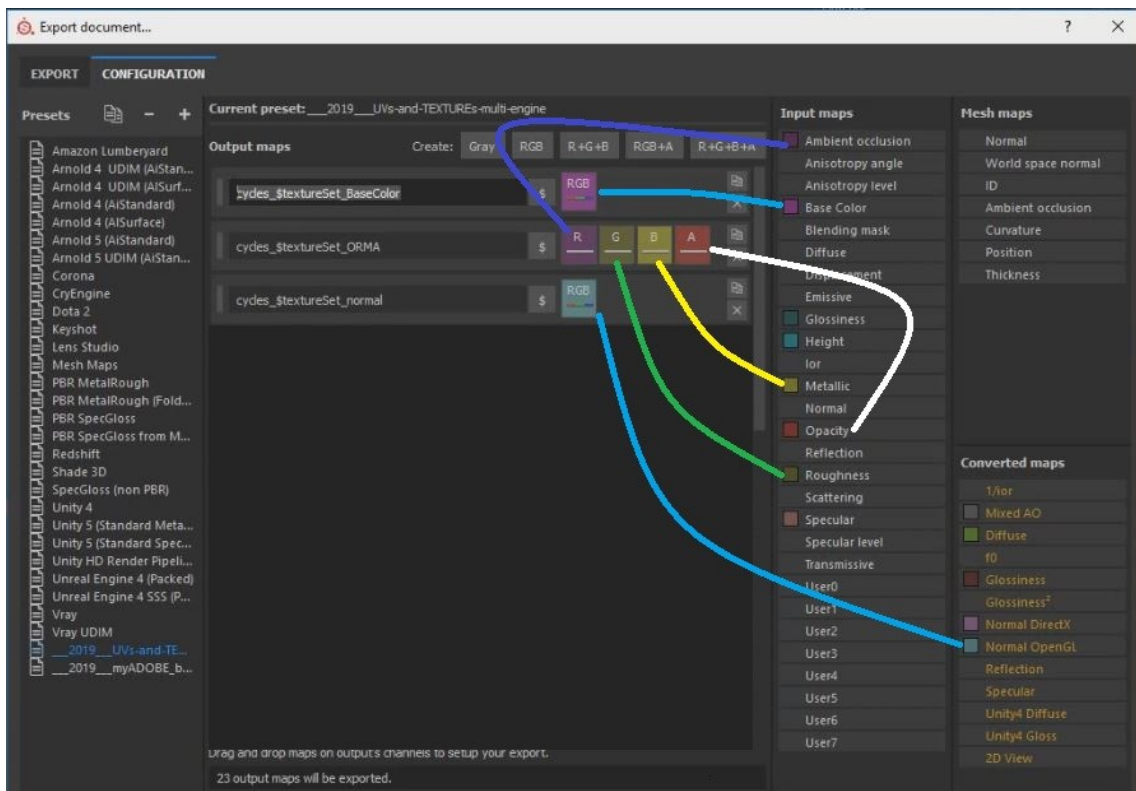 Export document...
?
EXPORT
CONFIGURATION
Presets
Amazon Lumberyard
Arnold 4 UDIM (AiStan...
Arnold 4 UDIM (AlSurf...
Arnold 4 (AiStandard)
Arnold 4 (AlSurface)
Arnold 5 (AiStandard)
Arnold 5 UDIM (AiStan...
Corona
CryEngine
Dota 2
Keyshot
Lens Studio
Mesh Maps
PBR MetalRough
PBR MetalRough (Fold...
PBR SpecGloss
PBR SpecGloss from M...
Redshift
Shade 3D
SpecGloss (non PBR)
Unity 4
Unity 5 (Standard Meta...
Unity 5 (Standard Spec...
Unity HD Render Pipeli...
Unreal Engine 4 (Packed)
Unreal Engine 4 SSS (P...
Vray
Vray UDIM
___2019___UVs-and-TE...
___2019___myADOBE_b...
Current preset: ___2019___UVs-and-TEXTUREs-multi-engine
Output maps
Create: Gray RGB R+G+B RGB+A R+G+B+A
cycles_$textureSet_BaseColor $ RGB
cycles_$textureSet_ORMA $ R G B A
cycles_$textureSet_normal $ RGB
Drag and drop maps on output's channels to setup your export.
23 output maps will be exported.
Input maps
Ambient occlusion
Anisotropy angle
Anisotropy level
Base Color
Blending mask
Diffuse
Displacement
Emissive
Glossiness
Height
Ior
Metallic
Normal
Opacity
Reflection
Roughness
Scattering
Specular
Specular level
Transmissive
User0
User1
User2
User3
User4
User5
User6
User7
Mesh maps
Normal
World space normal
ID
Ambient occlusion
Curvature
Position
Thickness
Converted maps
1/ior
Mixed AO
Diffuse
f0
Glossiness
Glossiness²
Normal DirectX
Normal OpenGL
Reflection
Specular
Unity4 Diffuse
Unity4 Gloss
2D View